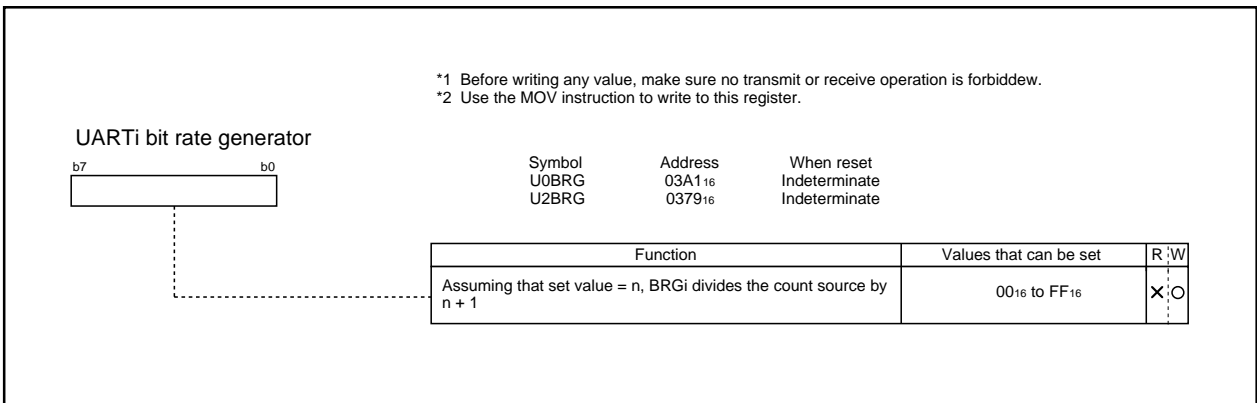 *1 Before writing any value, make sure no transmit or receive operation is forbiddew.
*2 Use the MOV instruction to write to this register.
UARTi bit rate generator
b7 b0
Symbol Address When reset
U0BRG 03A116 Indeterminate
U2BRG 037916 Indeterminate
Function Values that can be set R W
Assuming that set value = n, BRGi divides the count source by
n + 1
0016 to FF16